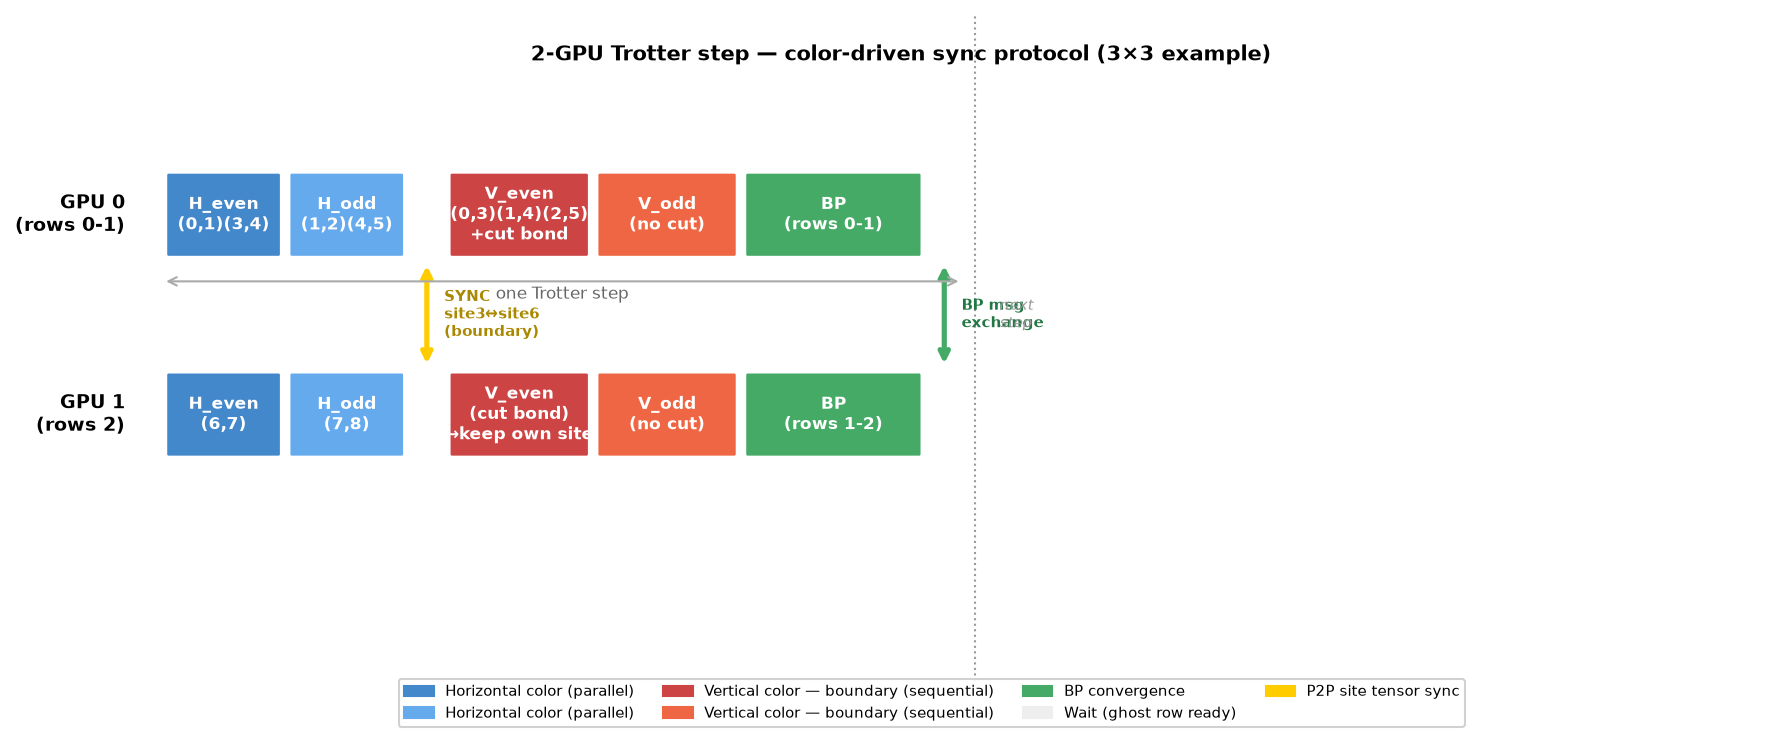 2-GPU Trotter step — color-driven sync protocol (3×3 example)
GPU 0
(rows 0-1)
H_even
(0,1)(3,4)
H_odd
(1,2)(4,5)
V_even
(0,3)(1,4)(2,5)
+cut bond
V_odd
(no cut)
BP
(rows 0-1)
one Trotter step
SYNC
site3↔site6
(boundary)
BP msg
exchange
next
step
GPU 1
(rows 2)
H_even
(6,7)
H_odd
(7,8)
V_even
(cut bond)
→keep own site
V_odd
(no cut)
BP
(rows 1-2)
Horizontal color (parallel)
Horizontal color (parallel)
Vertical color — boundary (sequential)
Vertical color — boundary (sequential)
BP convergence
Wait (ghost row ready)
P2P site tensor sync